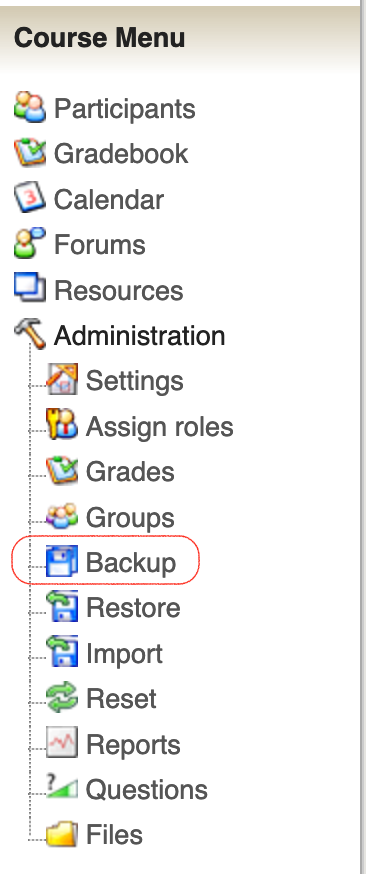 Course Menu
Participants
Gradebook
3
Calendar
Forums
Resources
Administration
Settings
Assign roles
Grades
Groups
Backup
Restore
Import
Reset
Reports
?
Questions
Files